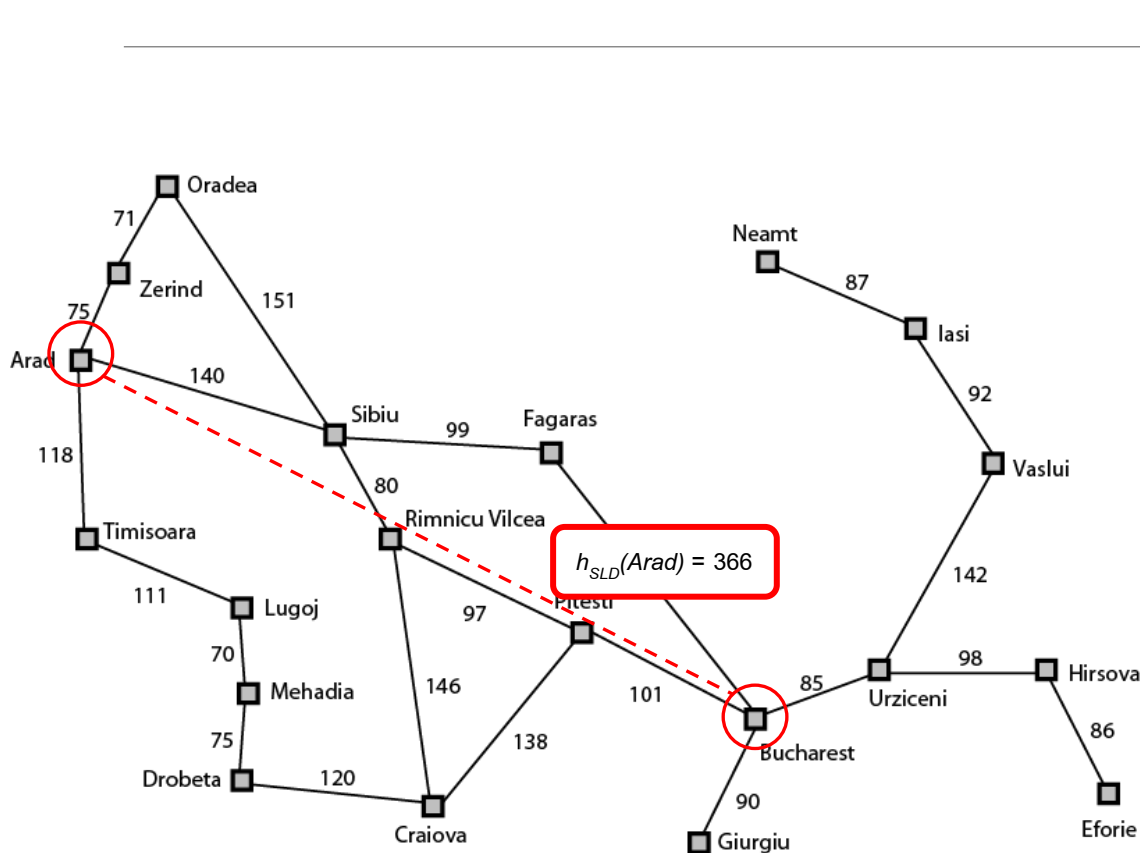 Oradea
71
Neamt
Zerind
87
151
75
Iasi
Arad
140
92
Sibiu
Fagaras
99
118
Vaslui
80
Timisoara
Rimnicu Vilcea
h_SLD(Arad) = 366
142
111
Lugoj
97
Pitesti
70
98
Hirsova
Mehadia
146
101
85
Urziceni
75
138
Bucharest
86
Drobeta
120
90
Craiova
Giurgiu
Eforie